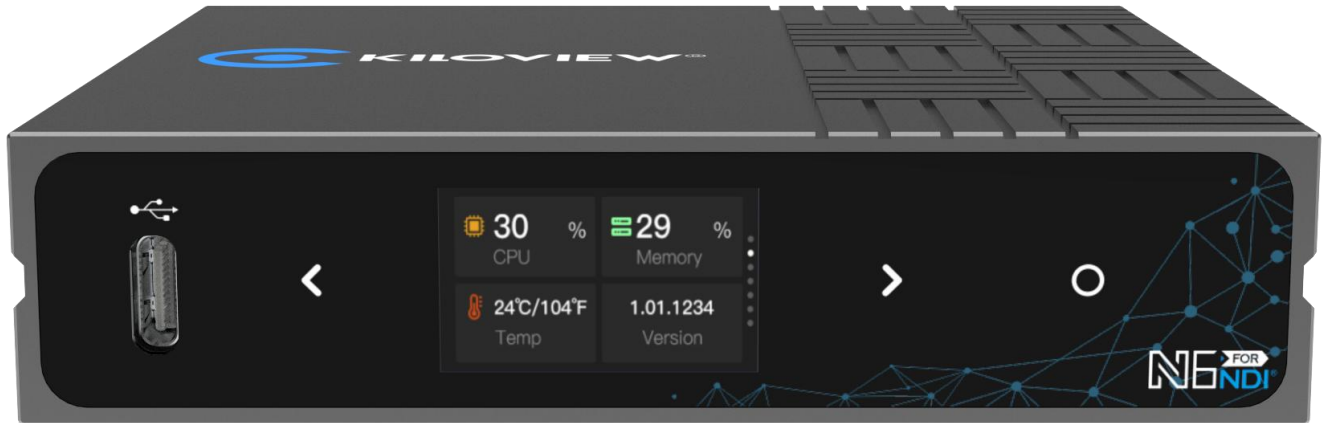 KILOVIEW®
30 %
CPU
29 %
Memory
24℃/104°F
Temp
1.01.1234
Version
N6 FOR NDI®